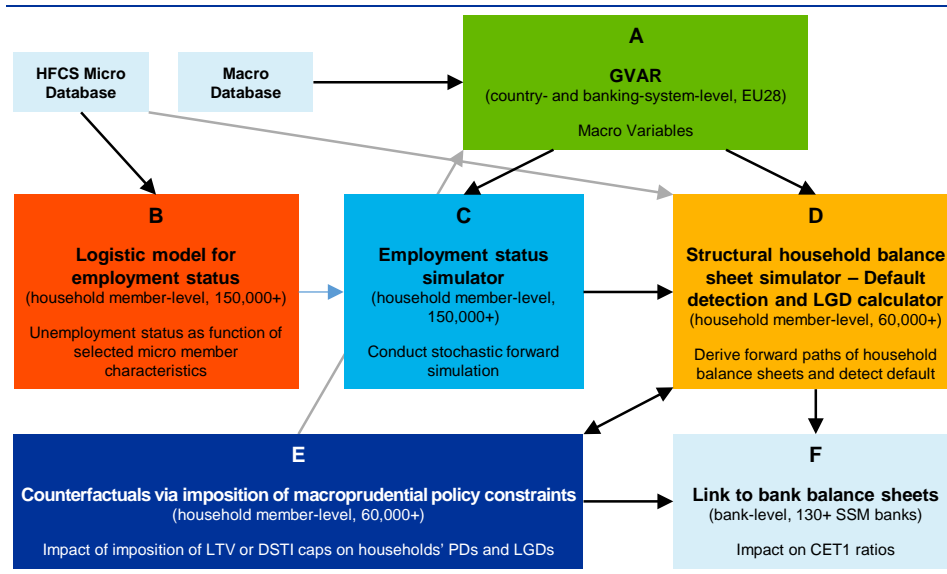 HFCS Micro
Database
Macro
Database
A
GVAR
(country- and banking-system-level, EU28)
Macro Variables
B
Logistic model for
employment status
(household member-level, 150,000+)
Unemployment status as function of
selected micro member
characteristics
C
Employment status
simulator
(household member-level,
150,000+)
Conduct stochastic forward
simulation
D
Structural household balance
sheet simulator – Default
detection and LGD calculator
(household member-level, 60,000+)
Derive forward paths of household
balance sheets and detect default
E
Counterfactuals via imposition of macroprudential policy constraints
(household member-level, 60,000+)
Impact of imposition of LTV or DSTI caps on households' PDs and LGDs
F
Link to bank balance sheets
(bank-level, 130+ SSM banks)
Impact on CET1 ratios